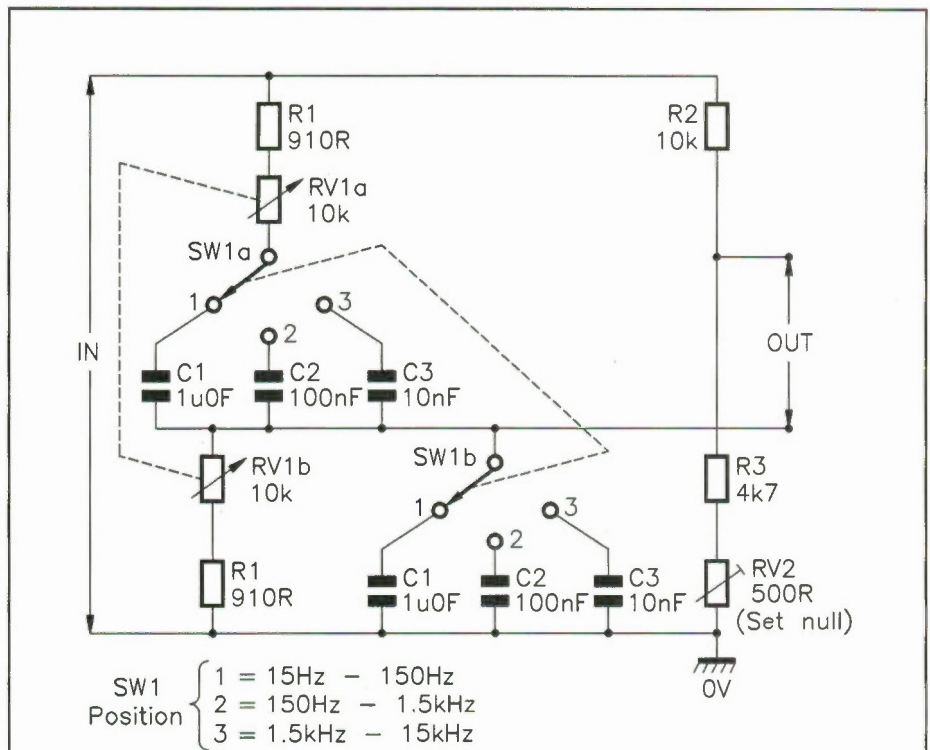 R1
910R
R2
10k
RV1a
10k
SW1a
1
3
2
IN
OUT
C1
1u0F
C2
100nF
C3
10nF
SW1b
RV1b
10k
R3
4k7
1
3
2
R1
910R
C1
1u0F
C2
100nF
C3
10nF
RV2
500R
(Set null)
0V
SW1
Position
1 = 15Hz – 150Hz
2 = 150Hz – 1.5kHz
3 = 1.5kHz – 15kHz